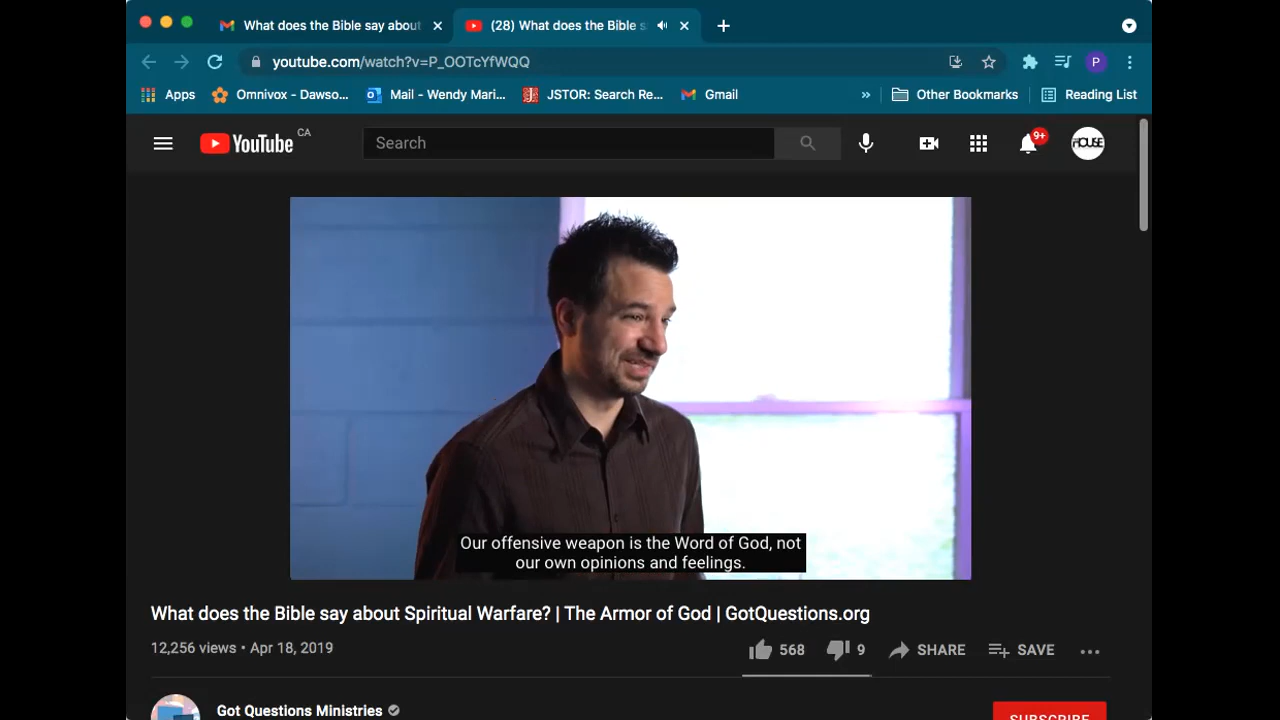 What does the Bible say about
(28) What does the Bible s
youtube.com/watch?v=P_OOTcYfWQQ
P
Apps
Omnivox - Dawso...
Mail - Wendy Mari...
JSTOR: Search Re...
Gmail
»
Other Bookmarks
Reading List
YouTube CA
Search
9+
HOUSE
Our offensive weapon is the Word of God, not
our own opinions and feelings.
What does the Bible say about Spiritual Warfare? | The Armor of God | GotQuestions.org
12,256 views • Apr 18, 2019
568
9
SHARE
SAVE
Got Questions Ministries
SUBSCRIBE